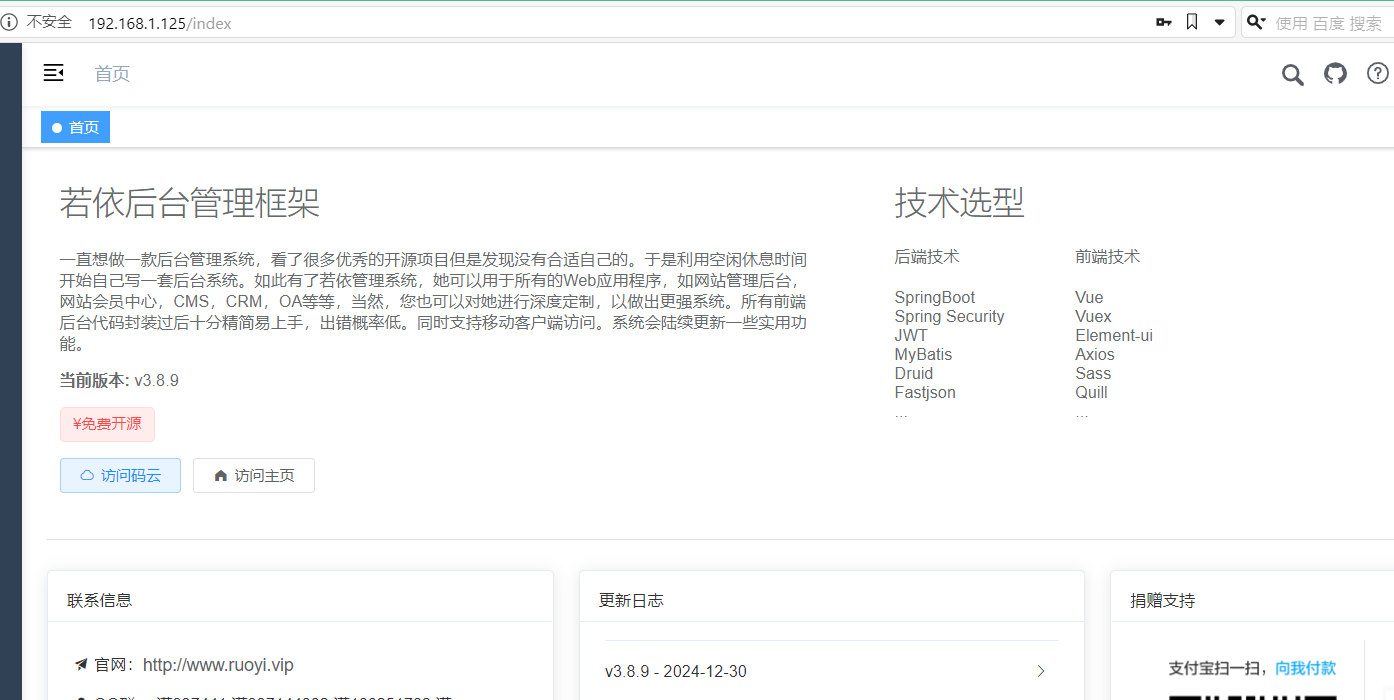 不安全 192.168.1.125/index 使用 百度 搜索
首页
首页
若依后台管理框架
一直想做一款后台管理系统，看了很多优秀的开源项目但是发现没有合适自己的。于是利用空闲休息时间
开始自己写一套后台系统。如此有了若依管理系统，她可以用于所有的Web应用程序，如网站管理后台，
网站会员中心，CMS，CRM，OA等等，当然，您也可以对她进行深度定制，以做出更强系统。所有前端
后台代码封装过后十分精简易上手，出错概率低。同时支持移动客户端访问。系统会陆续更新一些实用功
能。
当前版本: v3.8.9
¥免费开源
访问码云 访问主页
技术选型
后端技术
SpringBoot
Spring Security
JWT
MyBatis
Druid
Fastjson
...
前端技术
Vue
Vuex
Element-ui
Axios
Sass
Quill
...
联系信息
官网：http://www.ruoyi.vip
更新日志
v3.8.9 - 2024-12-30
捐赠支持
支付宝扫一扫，向我付款